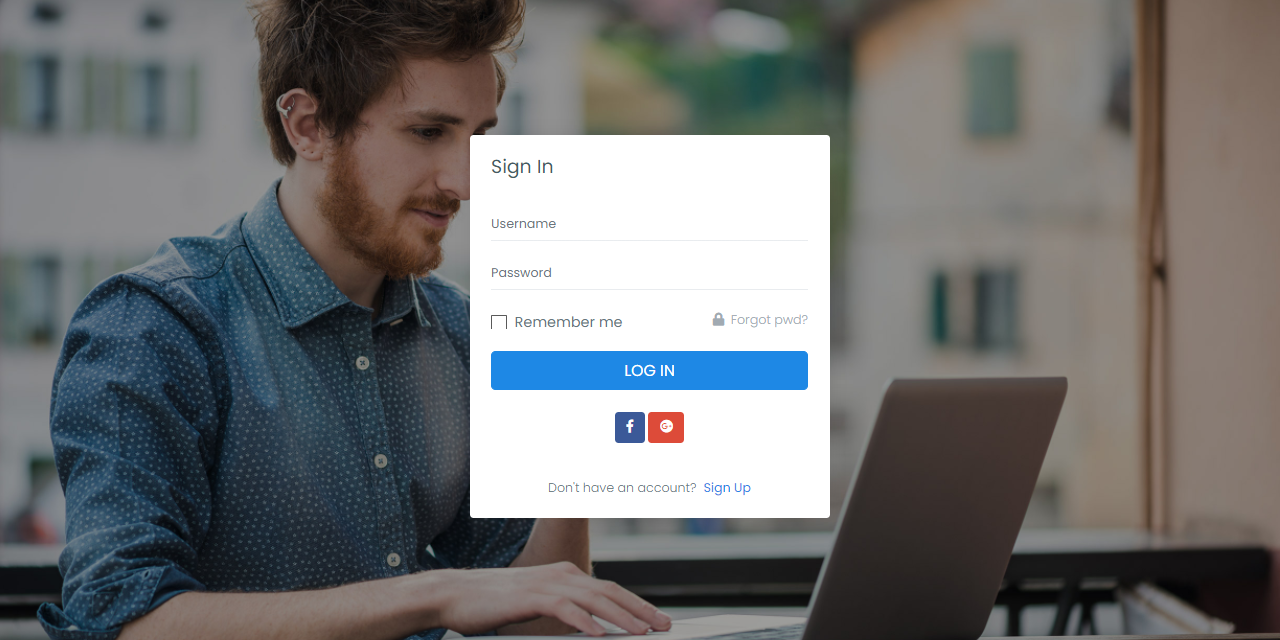 Sign In
Username
Password
Remember me
Forgot pwd?
LOG IN
Don't have an account? Sign Up